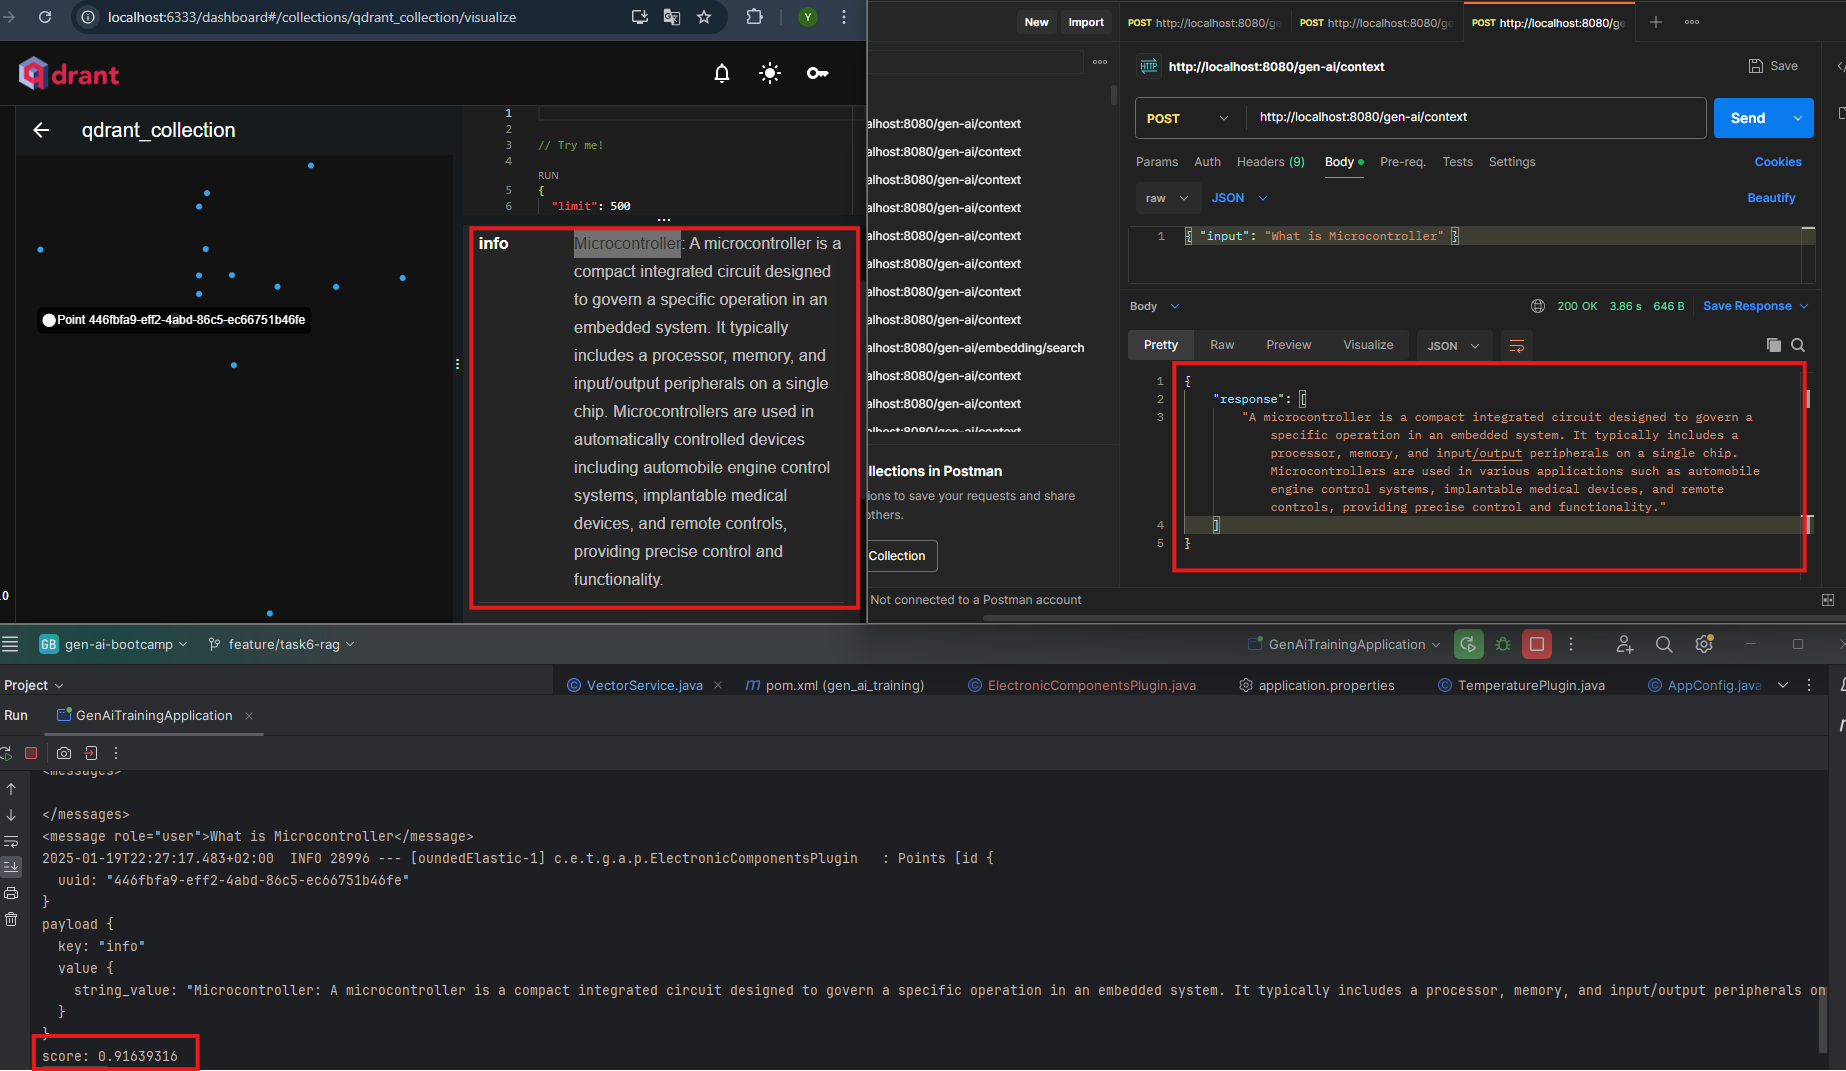 localhost:6333/dashboard#/collections/qdrant_collection/visualize
Y
drant
qdrant_collection
1
2
3 // Try me!
4
RUN
5 {
6 "limit": 500
Point 446fbfa9-eff2-4abd-86c5-ec66751b46fe
info
Microcontroller: A microcontroller is a
compact integrated circuit designed
to govern a specific operation in an
embedded system. It typically
includes a processor, memory, and
input/output peripherals on a single
chip. Microcontrollers are used in
automatically controlled devices
including automobile engine control
systems, implantable medical
devices, and remote controls,
providing precise control and
functionality.
.0
New Import
POST http://localhost:8080/ge POST http://localhost:8080/ge POST http://localhost:8080/ge
alhost:8080/gen-ai/context
alhost:8080/gen-ai/context
alhost:8080/gen-ai/context
alhost:8080/gen-ai/context
alhost:8080/gen-ai/context
alhost:8080/gen-ai/context
alhost:8080/gen-ai/context
alhost:8080/gen-ai/context
alhost:8080/gen-ai/embedding/search
alhost:8080/gen-ai/context
alhost:8080/gen-ai/context
alhost:8080/gen-ai/context
llections in Postman
ions to save your requests and share
others.
Collection
Not connected to a Postman account
HTTP http://localhost:8080/gen-ai/context Save
POST http://localhost:8080/gen-ai/context Send
Params Auth Headers (9) Body Pre-req. Tests Settings Cookies
raw JSON Beautify
1 { "input": "What is Microcontroller" }
Body 200 OK 3.86 s 646 B Save Response
Pretty Raw Preview Visualize JSON
1 {
2 "response": [
3 "A microcontroller is a compact integrated circuit designed to govern a
specific operation in an embedded system. It typically includes a
processor, memory, and input/output peripherals on a single chip.
Microcontrollers are used in various applications such as automobile
engine control systems, implantable medical devices, and remote
controls, providing precise control and functionality."
4 ]
5 }
GB gen-ai-bootcamp feature/task6-rag GenAiTrainingApplication
Project VectorService.java pom.xml (gen_ai_training) ElectronicComponentsPlugin.java application.properties TemperaturePlugin.java AppConfig.java
Run GenAiTrainingApplication
<messages>
</messages>
<message role="user">What is Microcontroller</message>
2025-01-19T22:27:17.483+02:00 INFO 28996 --- [oundedElastic-1] c.e.t.g.a.p.ElectronicComponentsPlugin : Points [id {
uuid: "446fbfa9-eff2-4abd-86c5-ec66751b46fe"
}
payload {
key: "info"
value {
string_value: "Microcontroller: A microcontroller is a compact integrated circuit designed to govern a specific operation in an embedded system. It typically includes a processor, memory, and input/output peripherals on
}
}
score: 0.91639316